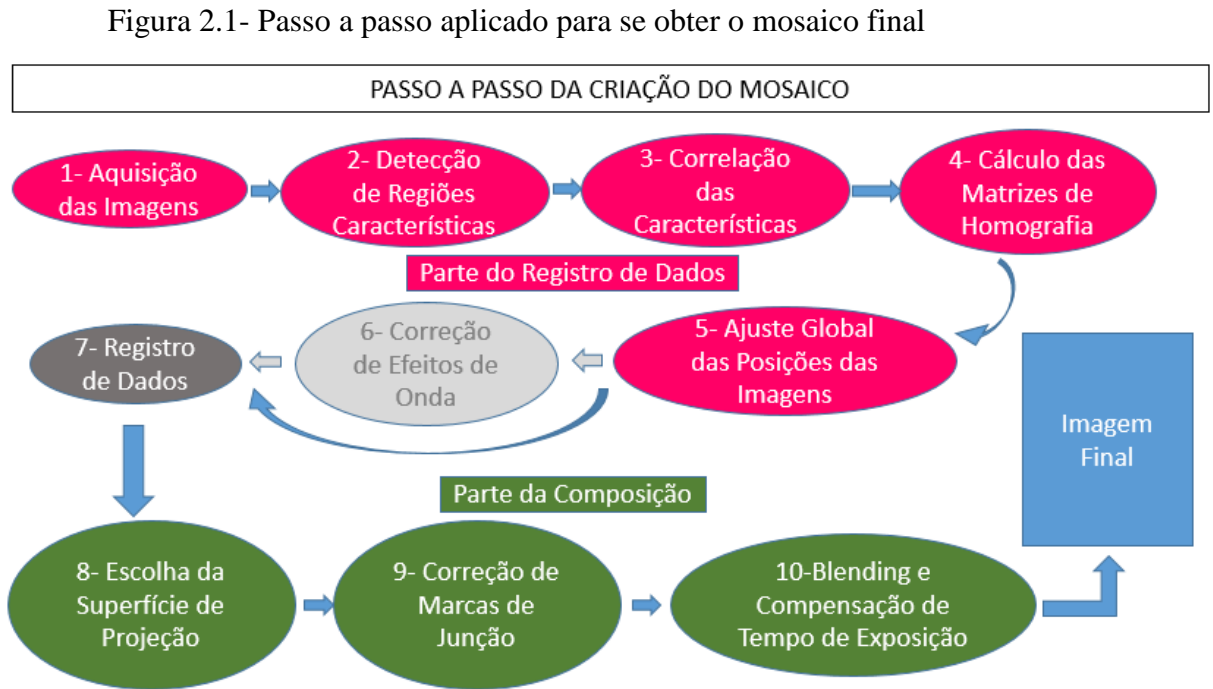 Figura 2.1- Passo a passo aplicado para se obter o mosaico final
PASSO A PASSO DA CRIAÇÃO DO MOSAICO
1- Aquisição
das Imagens
2- Detecção
de Regiões
Características
3- Correlação
das
Características
4- Cálculo das
Matrizes de
Homografia
Parte do Registro de Dados
5- Ajuste Global
das Posições das
Imagens
6- Correção
de Efeitos de
Onda
7- Registro
de Dados
Imagem
Final
Parte da Composição
8- Escolha da
Superfície de
Projeção
9- Correção de
Marcas de
Junção
10-Blending e
Compensação de
Tempo de Exposição